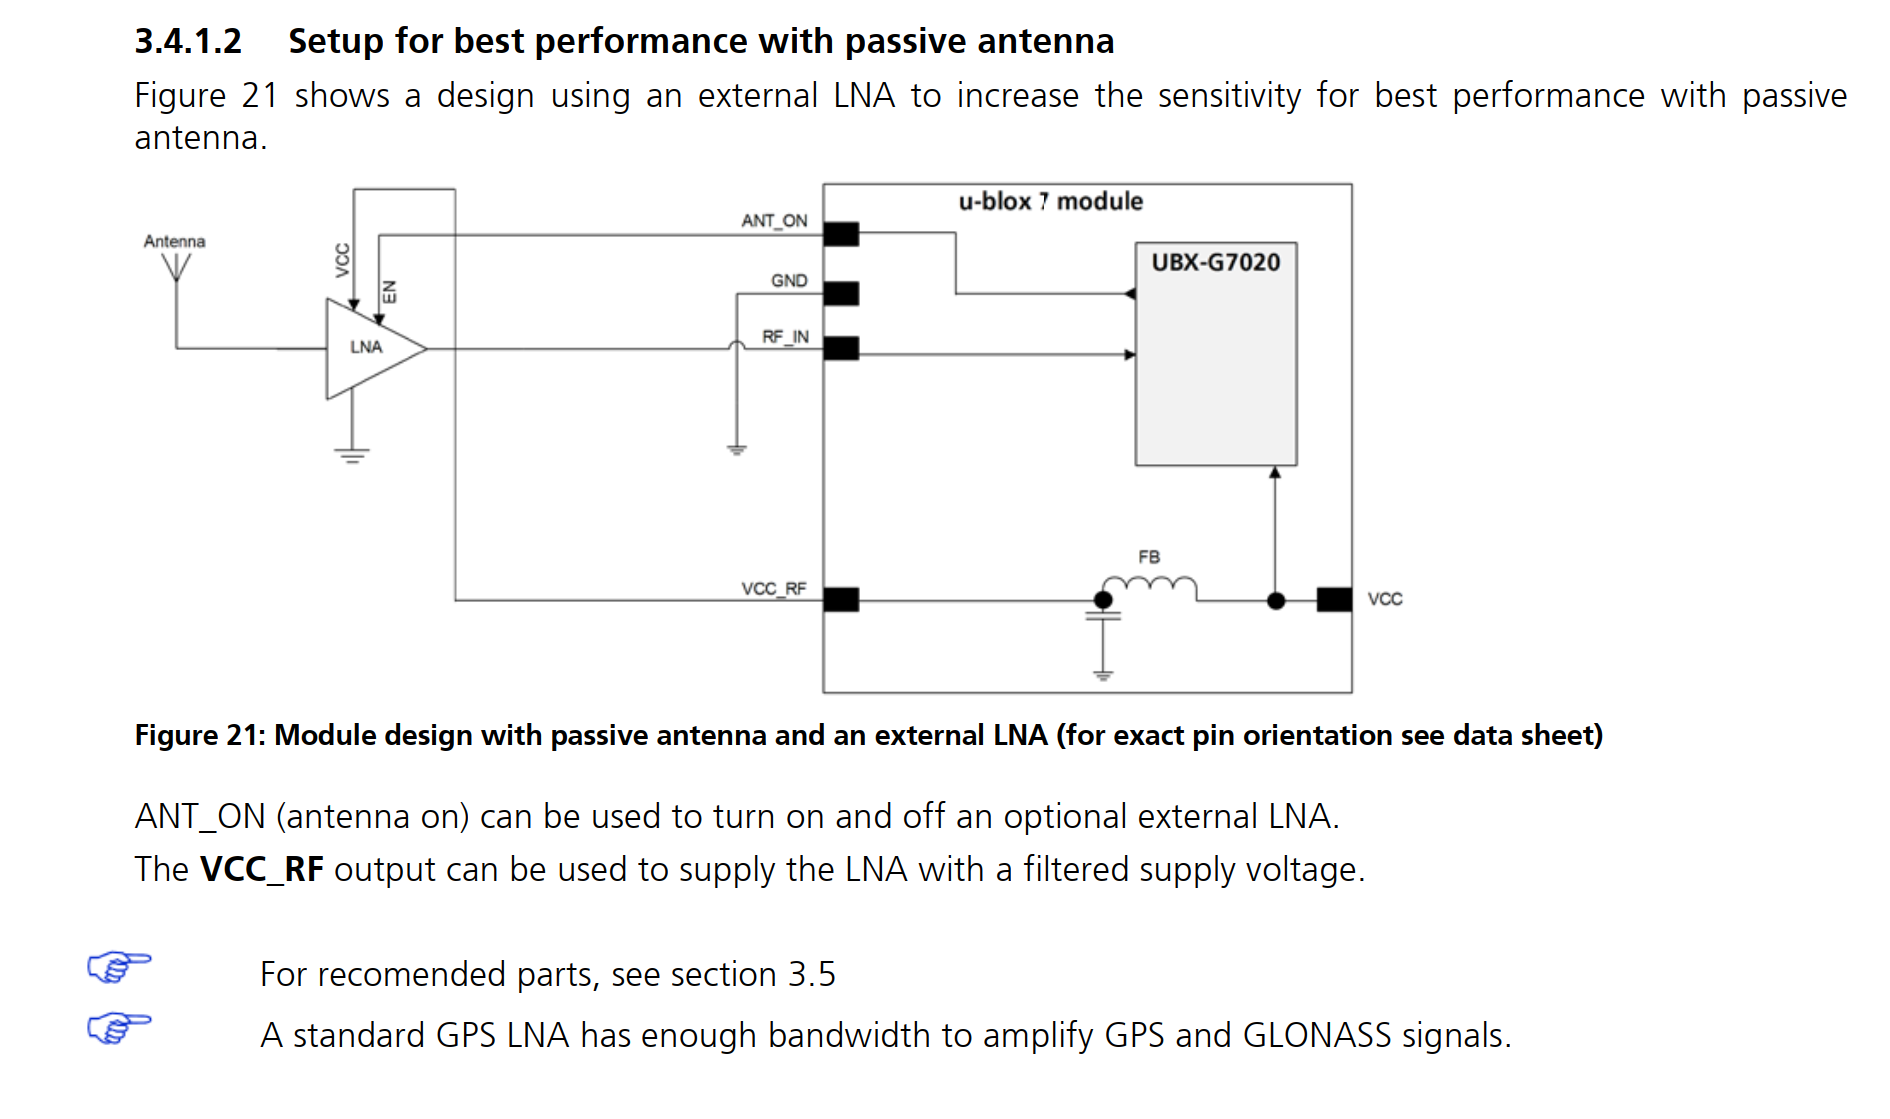 3.4.1.2 Setup for best performance with passive antenna
Figure 21 shows a design using an external LNA to increase the sensitivity for best performance with passive
antenna.
u-blox 7 module
ANT_ON
Antenna
VCC
UBX-G7020
GND
EN
RF_IN
LNA
FB
VCC_RF
VCC
Figure 21: Module design with passive antenna and an external LNA (for exact pin orientation see data sheet)
ANT_ON (antenna on) can be used to turn on and off an optional external LNA.
The VCC_RF output can be used to supply the LNA with a filtered supply voltage.
For recomended parts, see section 3.5
A standard GPS LNA has enough bandwidth to amplify GPS and GLONASS signals.